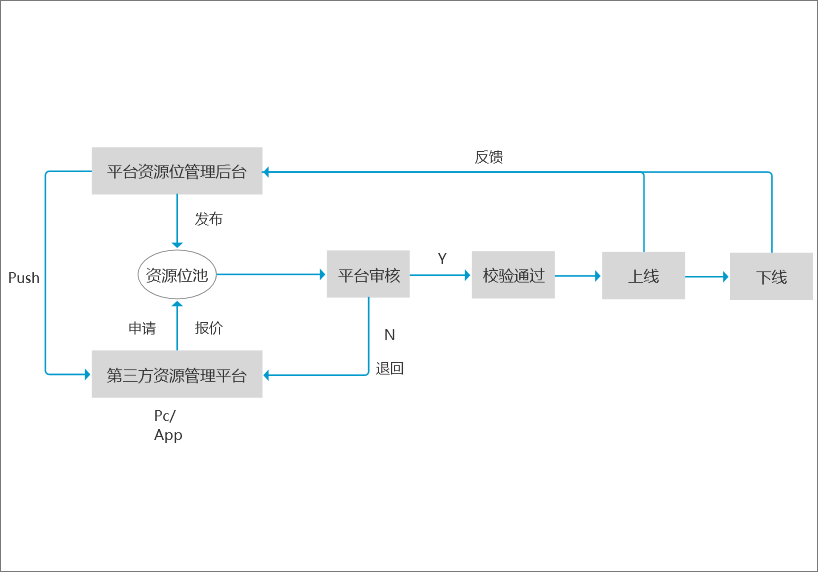 反馈
平台资源位管理后台
发布
Push
资源位池
平台审核
Y
校验通过
上线
下线
申请
报价
N
退回
第三方资源管理平台
Pc/
App